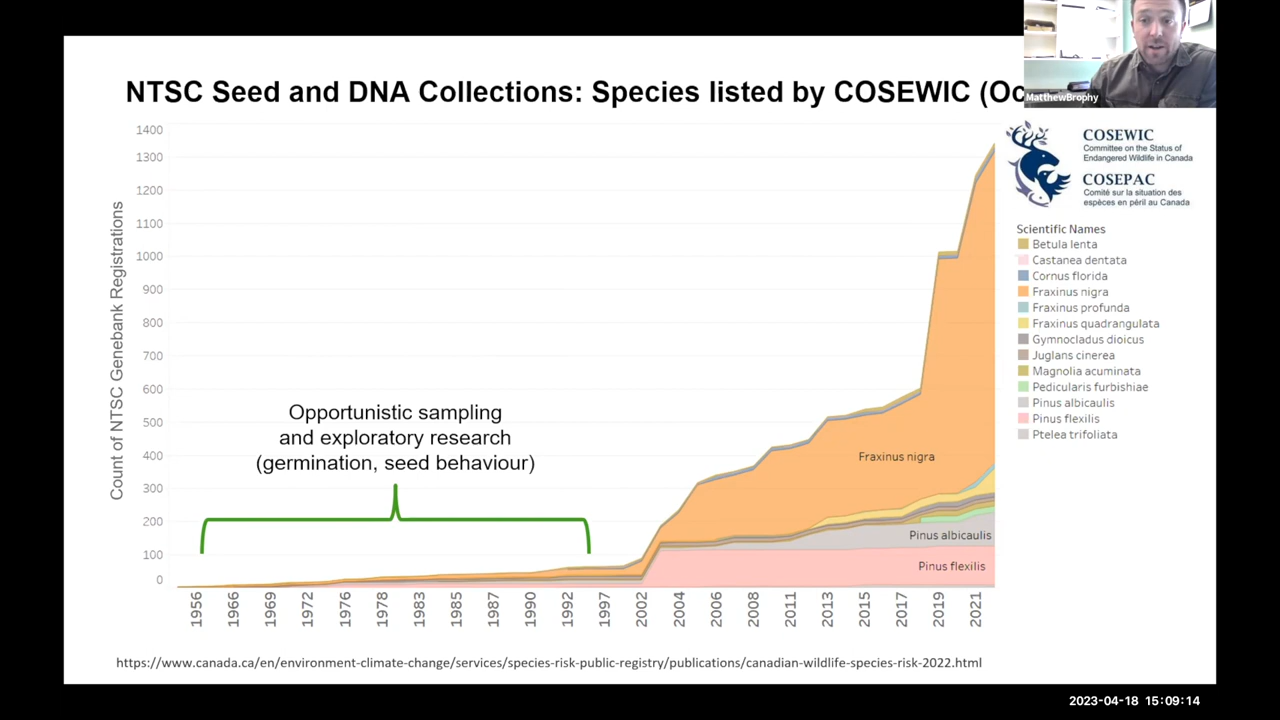 NTSC Seed and DNA Collections: Species listed by COSEWIC (Oc
MatthewBrophy
COSEWIC
Committee on the Status of
Endangered Wildlife in Canada
COSEPAC
Comité sur la situation des
espèces en péril au Canada
Count of NTSC Genebank Registrations
1400
1300
1200
1100
1000
900
800
700
600
500
400
300
200
100
0
Opportunistic sampling
and exploratory research
(germination, seed behaviour)
Fraxinus nigra
Pinus albicaulis
Pinus flexilis
Scientific Names
Betula lenta
Castanea dentata
Cornus florida
Fraxinus nigra
Fraxinus profunda
Fraxinus quadrangulata
Gymnocladus dioicus
Juglans cinerea
Magnolia acuminata
Pedicularis furbishiae
Pinus albicaulis
Pinus flexilis
Ptelea trifoliata
1956 1966 1969 1972 1976 1978 1983 1985 1987 1990 1992 1997 2002 2004 2006 2008 2011 2013 2015 2017 2019 2021
https://www.canada.ca/en/environment-climate-change/services/species-risk-public-registry/publications/canadian-wildlife-species-risk-2022.html
2023-04-18 15:09:14